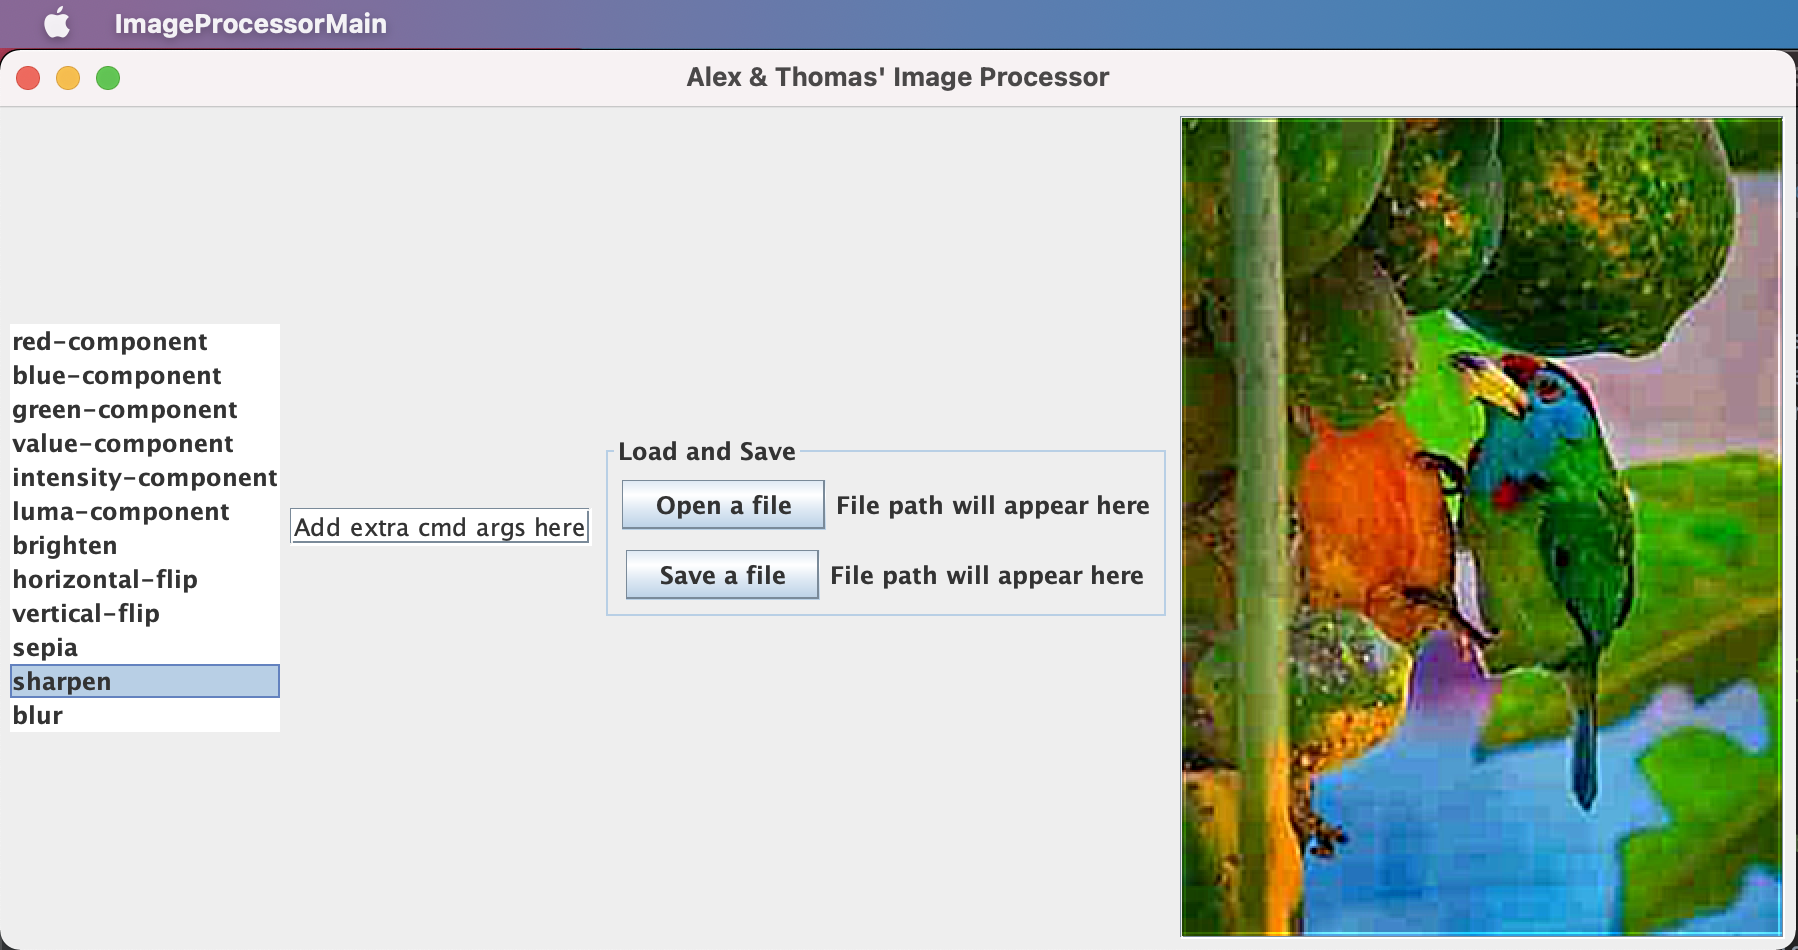 ImageProcessorMain
Alex & Thomas' Image Processor
red-component
blue-component
green-component
value-component
intensity-component
luma-component
brighten
horizontal-flip
vertical-flip
sepia
sharpen
blur
Add extra cmd args here
Load and Save
Open a file File path will appear here
Save a file File path will appear here